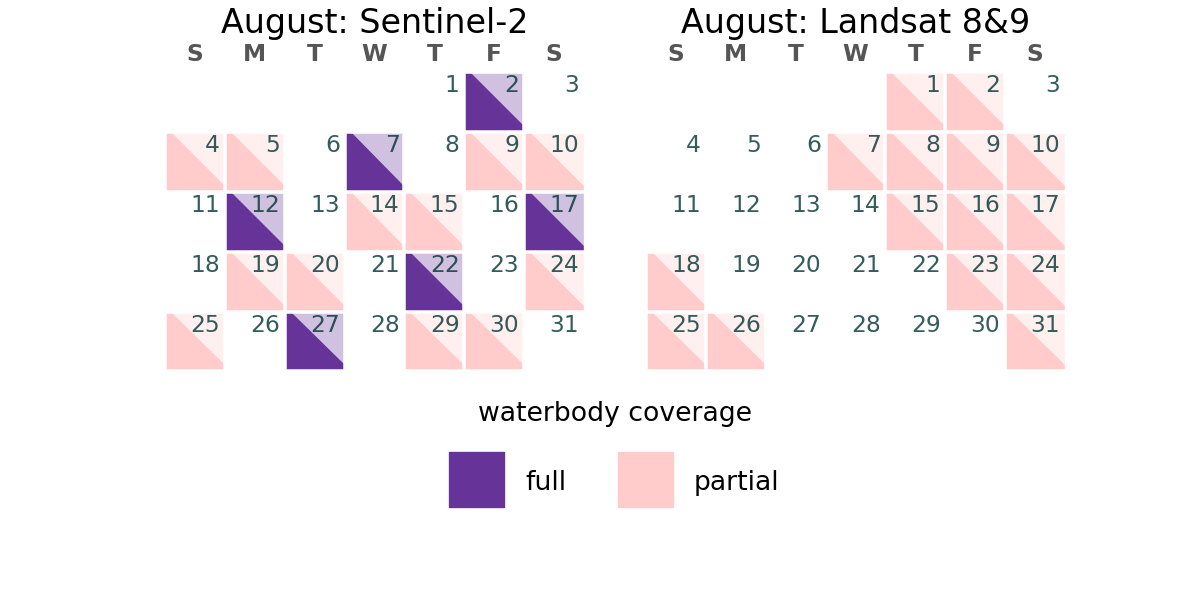 August: Sentinel-2
S M T W T F S
1 2 3
4 5 6 7 8 9 10
11 12 13 14 15 16 17
18 19 20 21 22 23 24
25 26 27 28 29 30 31
August: Landsat 8&9
S M T W T F S
1 2 3
4 5 6 7 8 9 10
11 12 13 14 15 16 17
18 19 20 21 22 23 24
25 26 27 28 29 30 31
waterbody coverage
full
partial